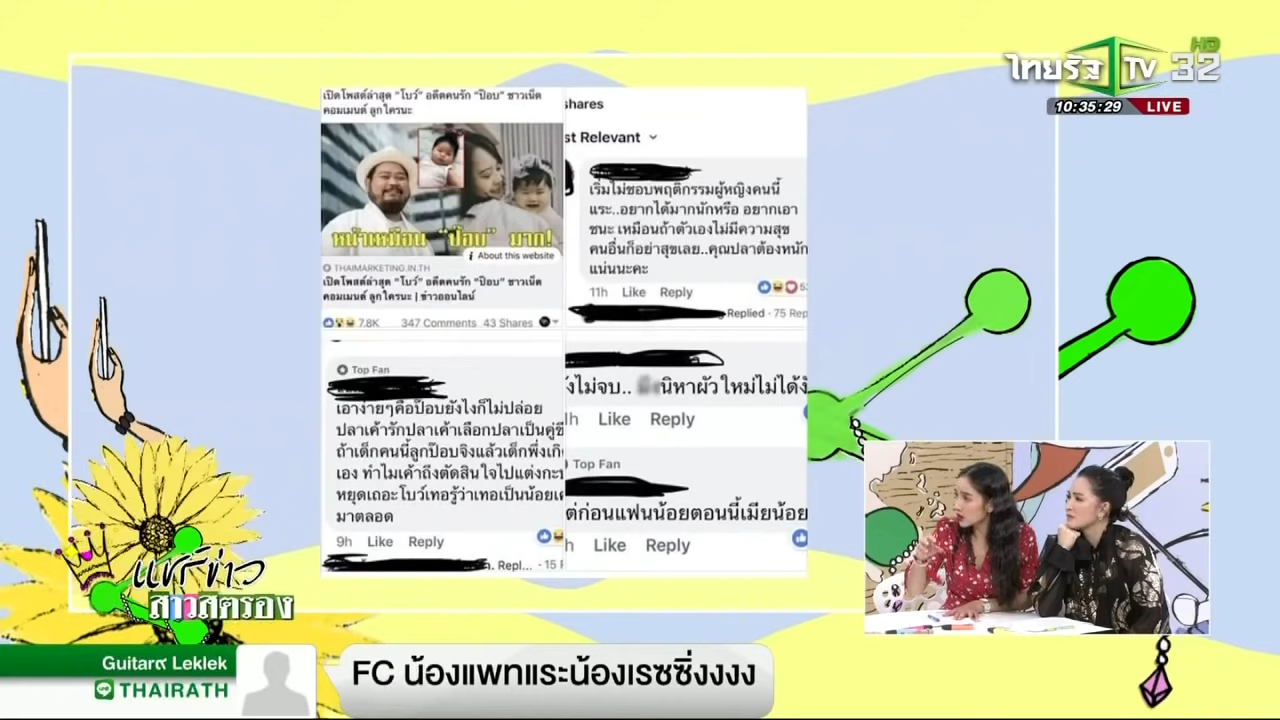 ไทยรัฐ TV 32 HD
10:35:29 LIVE
เปิดโพสต์ล่าสุด "โบว์" อดีตคนรัก "ป๊อบ" ชาวเน็ต
คอมเมนต์ ลูกใครนะ
หน้าเหมือน "ป๊อบ" มาก!
i About this website
THAIMARKETING.IN.TH
เปิดโพสต์ล่าสุด "โบว์" อดีตคนรัก "ป๊อบ" ชาวเน็ต
คอมเมนต์ ลูกใครนะ | ข่าวออนไลน์
7.8K 347 Comments 43 Shares
shares
st Relevant
เริ่มไม่ชอบพฤติกรรมผู้หญิงคนนี้
แระ..อยากได้มากนักหรือ อยากเอา
ชนะ เหมือนถ้าตัวเองไม่มีความสุข
คนอื่นก็อย่าสุขเลย..คุณปลาต้องหนัก
แน่นนะคะ
11h Like Reply
Replied · 75 Rep
Top Fan
เอาง่ายๆคือป๊อบยังไงก็ไม่ปล่อย
ปลาเค้ารักปลาเค้าเลือกปลาเป็นคู่ชี
ถ้าเด็กคนนี้ลูกป๊อบจิงแล้วเด็กพึ่งเกิ
เอง ทำไมเค้าถึงตัดสินใจไปแต่งกะป
หยุดเถอะโบว์เทอรู้ว่าเทอเป็นน้อยเค
มาตลอด
9h Like Reply
Repl... · 15
ังไม่จบ.. นิหาผัวใหม่ไม่ได้
1h Like Reply
Top Fan
ต่ก่อนแฟนน้อยตอนนี้เมียน้อย
h Like Reply
แชร์ข่าว
สาวสตรอง
Guitarr Leklek
THAIRATH
FC น้องแพทแระน้องเรซซิ่งงงง